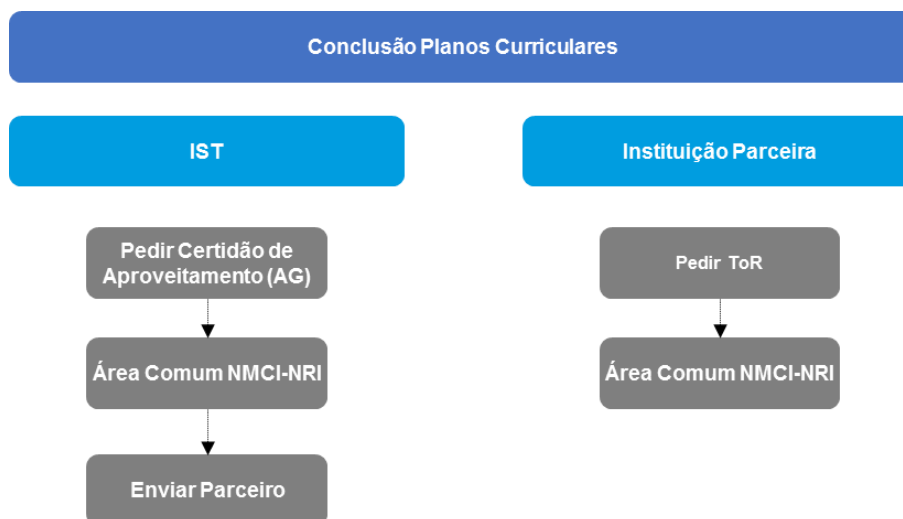 Conclusão Planos Curriculares
IST
Instituição Parceira
Pedir Certidão de
Aproveitamento (AG)
Pedir ToR
Área Comum NMCI-NRI
Área Comum NMCI-NRI
Enviar Parceiro